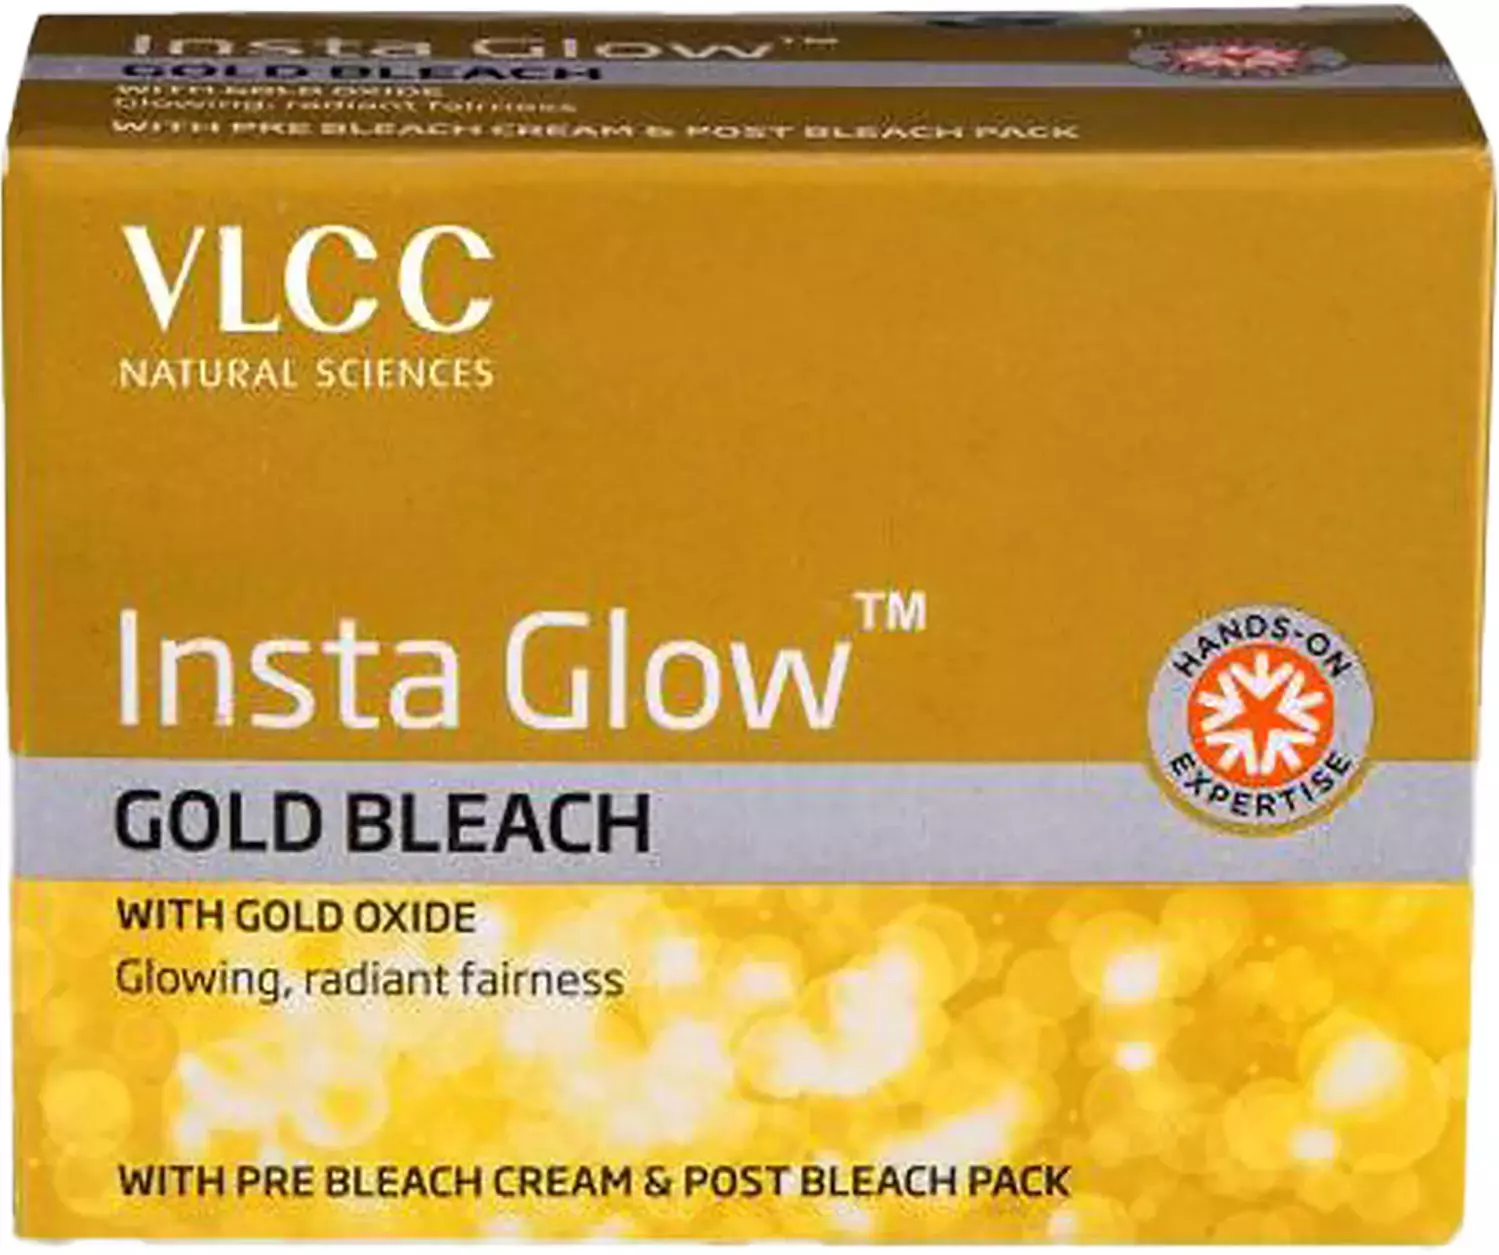 Insta Glow™
GOLD BLEACH
WITH GOLD OXIDE
Glowing, radiant fairness
WITH PRE BLEACH CREAM & POST BLEACH PACK
VLCC
NATURAL SCIENCES
Insta Glow™
HANDS-ON
EXPERTISE
GOLD BLEACH
WITH GOLD OXIDE
Glowing, radiant fairness
WITH PRE BLEACH CREAM & POST BLEACH PACK